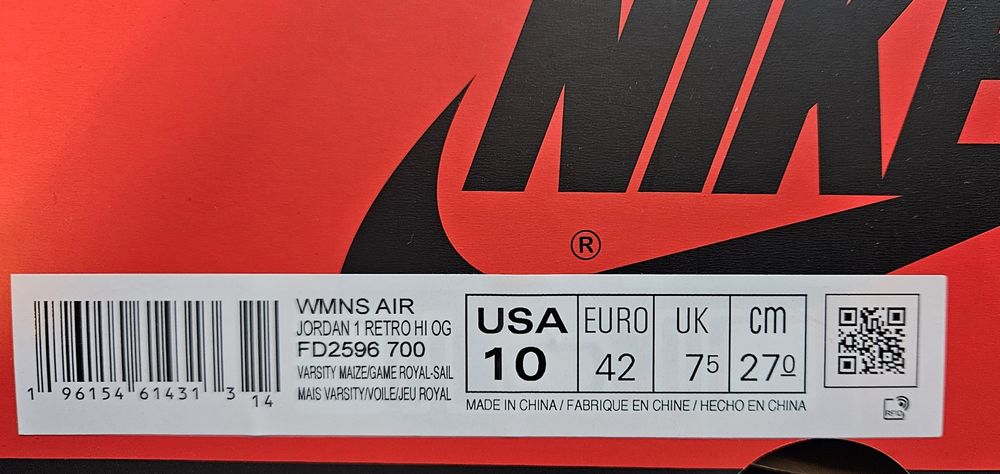 NIKE
®
WMNS AIR
JORDAN 1 RETRO HI OG
FD2596 700
VARSITY MAIZE/GAME ROYAL-SAIL
MAIS VARSITY/VOILE/JEU ROYAL
1 96154 61431 3 14
USA EURO UK cm
10 42 7.5 27.0
MADE IN CHINA / FABRIQUE EN CHINE / HECHO EN CHINA
RFID